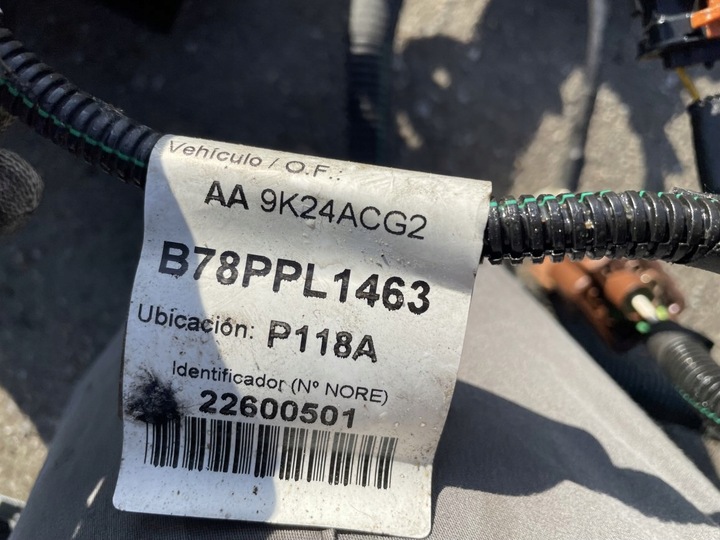 Vehículo / O.F.:
AA 9K24ACG2
B78PPL1463
Ubicación: P118A
Identificador (Nº NORE)
22600501